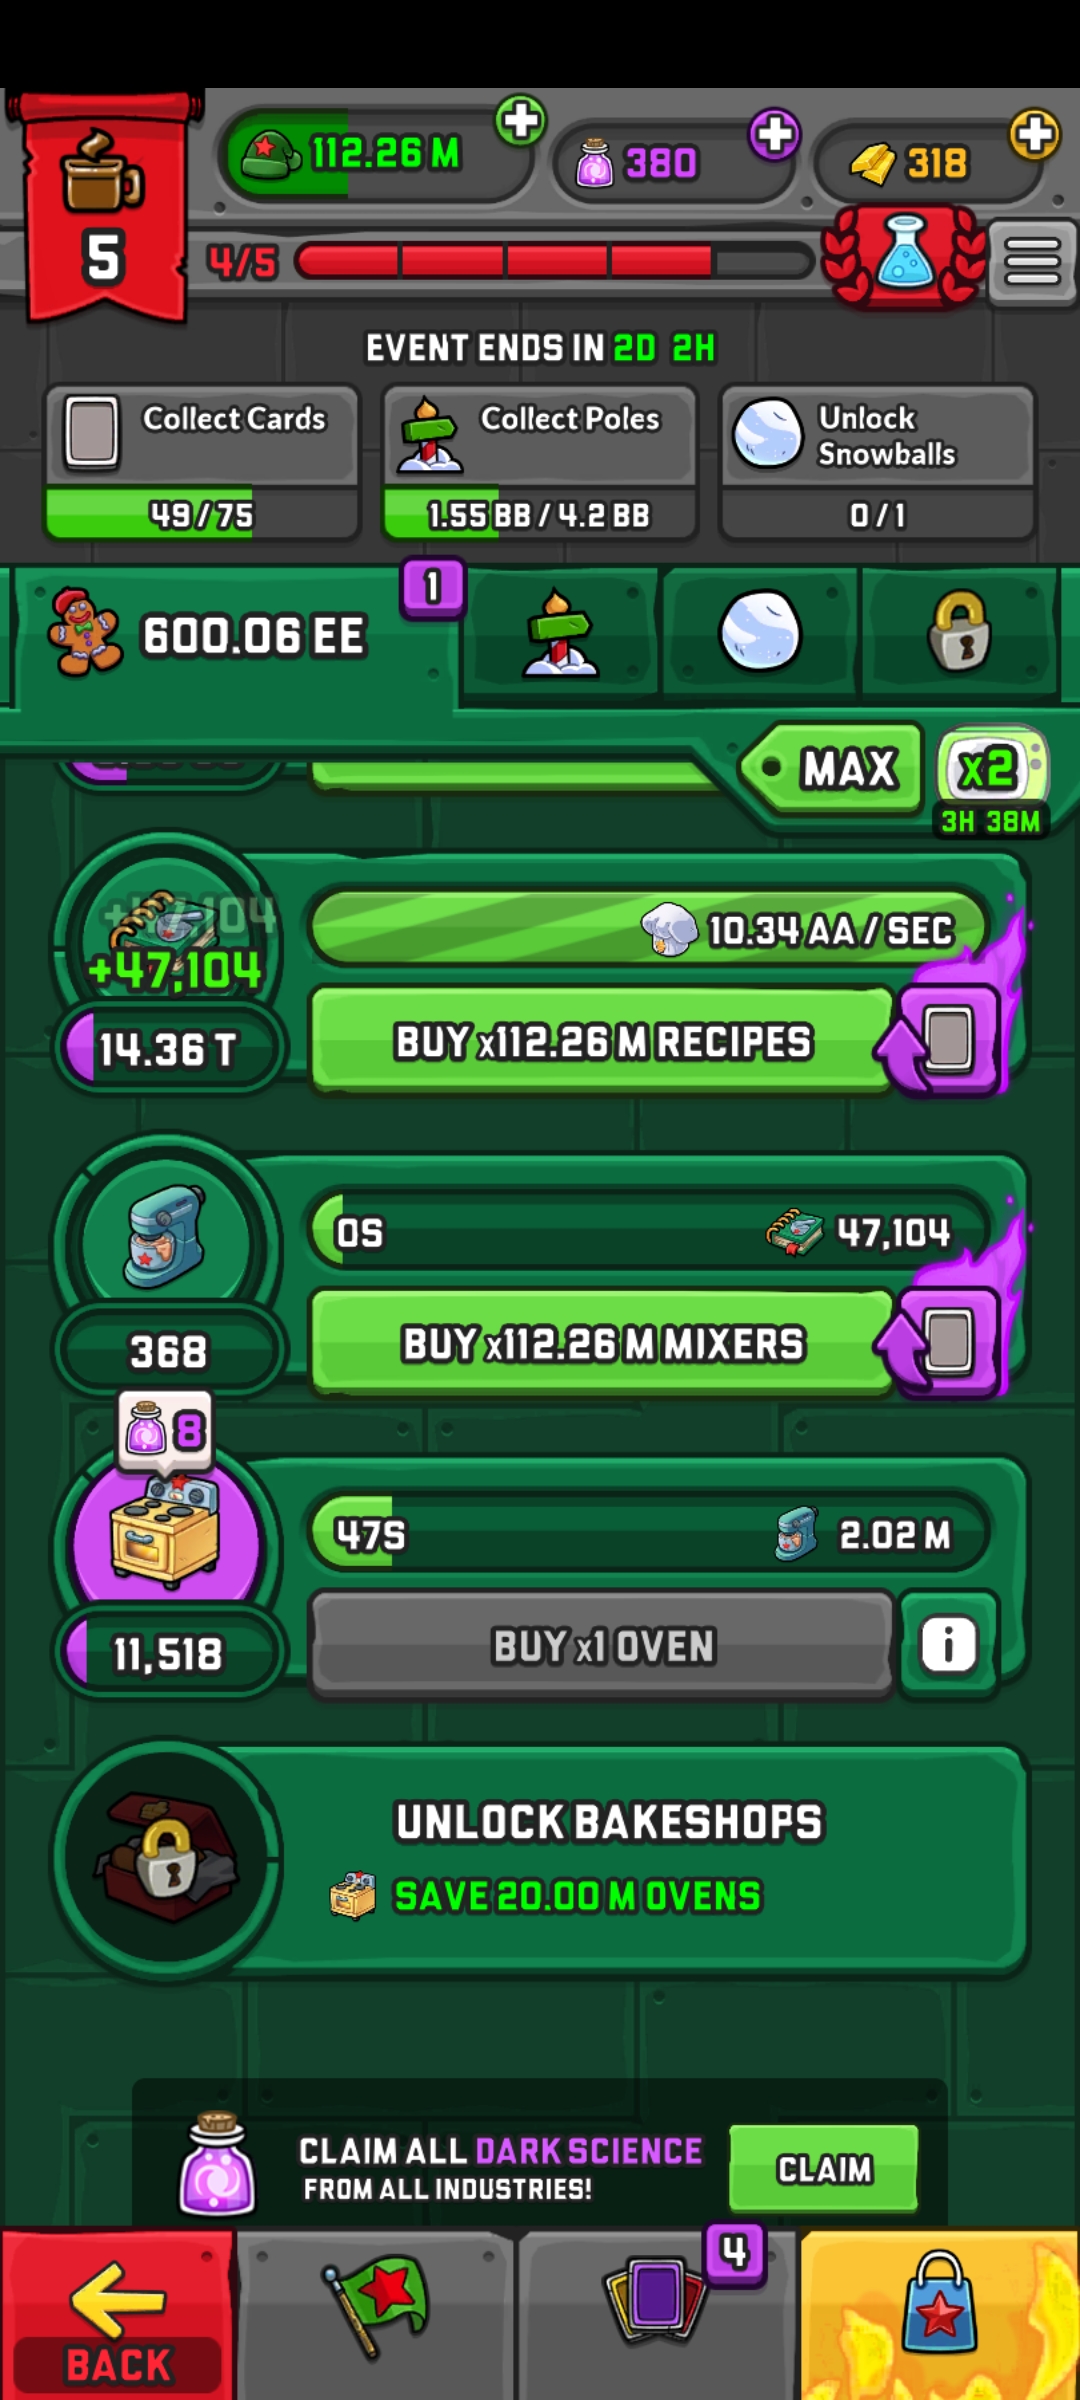 112.26 M
380
318
5
4/5
EVENT ENDS IN 2D 2H
Collect Cards
49/75
Collect Poles
1.55 BB / 4.2 BB
Unlock
Snowballs
0/1
600.06 EE
1
MAX
x2
3H 38M
+47,104
+47,104
10.34 AA / SEC
14.36 T
BUY x112.26 M RECIPES
0S
47,104
368
BUY x112.26 M MIXERS
8
47S
2.02 M
11,518
BUY x1 OVEN
i
UNLOCK BAKESHOPS
SAVE 20.00 M OVENS
CLAIM ALL DARK SCIENCE
FROM ALL INDUSTRIES!
CLAIM
BACK
4